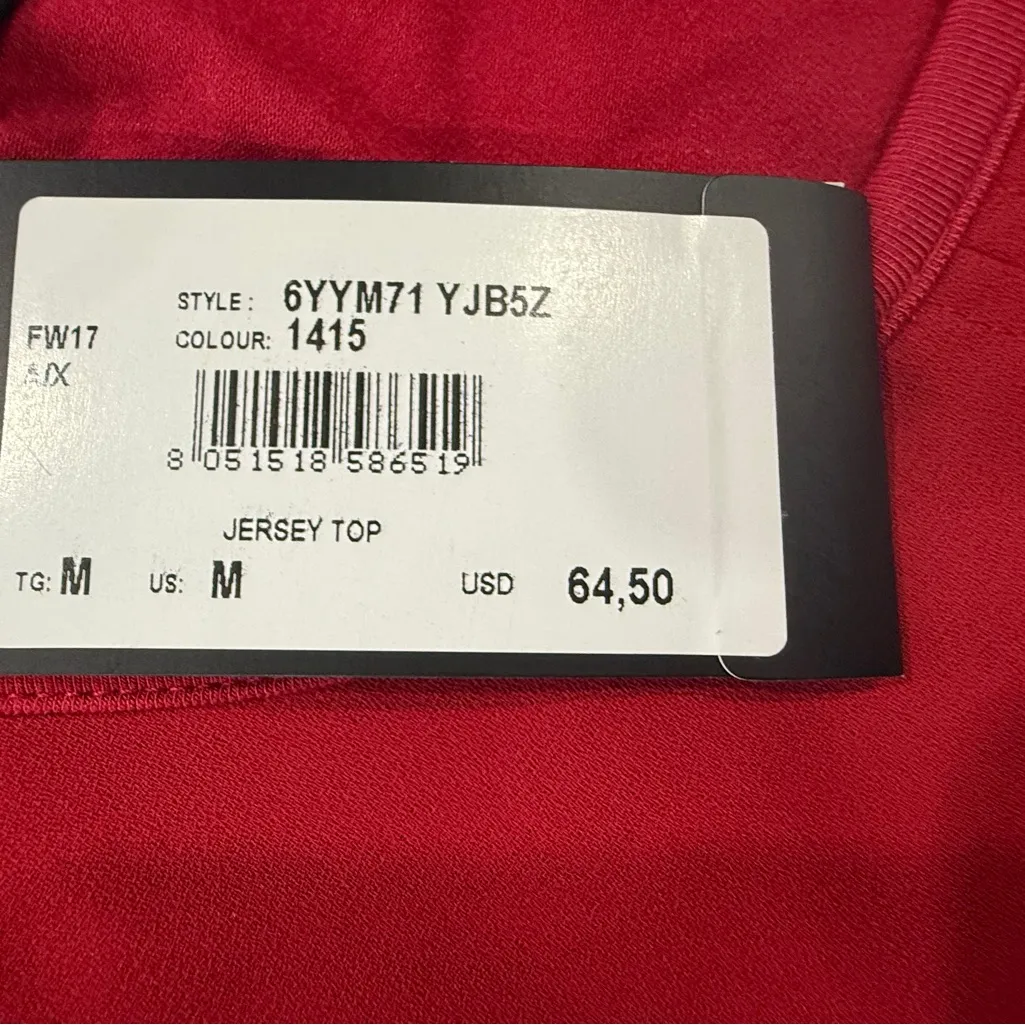 STYLE: 6YYM71 YJB5Z
FW17 COLOUR: 1415
A/X
8 051518 586519
JERSEY TOP
TG: M US: M USD 64,50